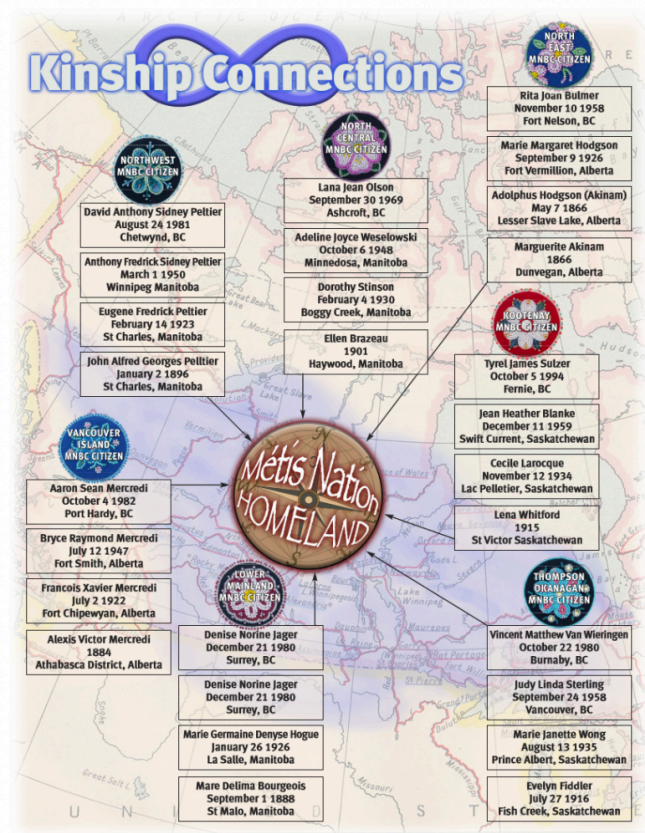 Kinship Connections
NORTH
EAST
MNBC CITIZEN
Rita Joan Bulmer
November 10 1958
Fort Nelson, BC
Marie Margaret Hodgson
September 9 1926
Fort Vermillion, Alberta
Adolphus Hodgson (Akinam)
May 7 1866
Lesser Slave Lake, Alberta
Marguerite Akinam
1866
Dunvegan, Alberta
NORTH
CENTRAL
MNBC CITIZEN
Lana Jean Olson
September 30 1969
Ashcroft, BC
Adeline Joyce Weselowski
October 6 1948
Minnedosa, Manitoba
Dorothy Stinson
February 4 1930
Boggy Creek, Manitoba
Ellen Brazeau
1901
Haywood, Manitoba
NORTHWEST
MNBC CITIZEN
David Anthony Sidney Peltier
August 24 1981
Chetwynd, BC
Anthony Fredrick Sidney Peltier
March 1 1950
Winnipeg Manitoba
Eugene Fredrick Peltier
February 14 1923
St Charles, Manitoba
John Alfred Georges Pelltier
January 2 1896
St Charles, Manitoba
KOOTENAY
MNBC CITIZEN
Tyrel James Sulzer
October 5 1994
Fernie, BC
Jean Heather Blanke
December 11 1959
Swift Current, Saskatchewan
Cecile Larocque
November 12 1934
Lac Pelletier, Saskatchewan
Lena Whitford
1915
St Victor Saskatchewan
VANCOUVER
ISLAND
MNBC CITIZEN
Aaron Sean Mercredi
October 4 1982
Port Hardy, BC
Bryce Raymond Mercredi
July 12 1947
Fort Smith, Alberta
Francois Xavier Mercredi
July 2 1922
Fort Chipewyan, Alberta
Alexis Victor Mercredi
1884
Athabasca District, Alberta
Métis Nation
HOMELAND
LOWER
MAINLAND
MNBC CITIZEN
Denise Norine Jager
December 21 1980
Surrey, BC
Denise Norine Jager
December 21 1980
Surrey, BC
Marie Germaine Denyse Hogue
January 26 1926
La Salle, Manitoba
Mare Delima Bourgeois
September 1 1888
St Malo, Manitoba
THOMPSON
OKANAGAN
MNBC CITIZEN
Vincent Matthew Van Wieringen
October 22 1980
Burnaby, BC
Judy Linda Sterling
September 24 1958
Vancouver, BC
Marie Janette Wong
August 13 1935
Prince Albert, Saskatchewan
Evelyn Fiddler
July 27 1916
Fish Creek, Saskatchewan
Lake
Winnipeg
Great Salt L.
Missouri